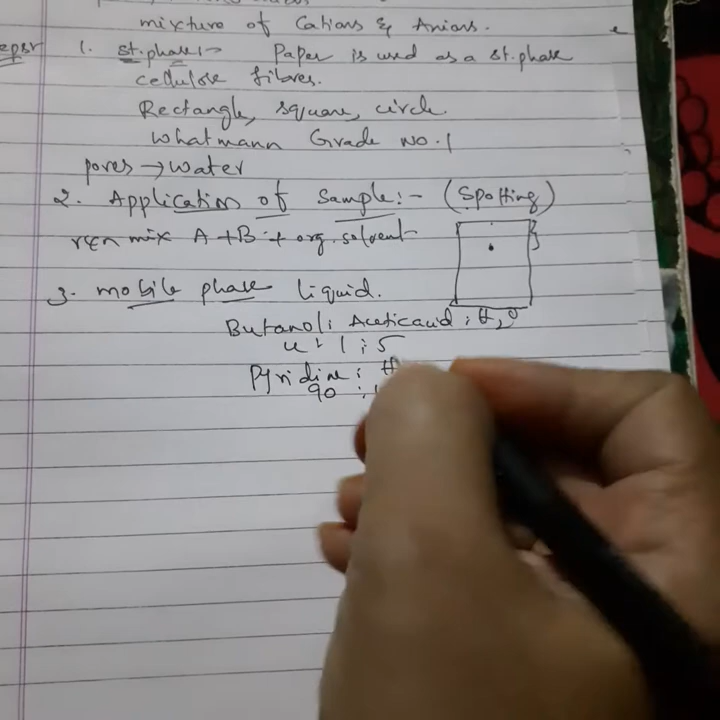 mixture of Cations & Anions.
1. st.phase:→ Paper is used as a st.phase
cellulose fibres.
Rectangle, square, circle
Whatmann Grade No.1
pores → Water
2. Application of Sample:- (Spotting)
mix A + B + org. solvent
3. mobile phase liquid.
Butanol: Acetic acid : H2O
4 : 1 : 5
Pyridine : H
90 :